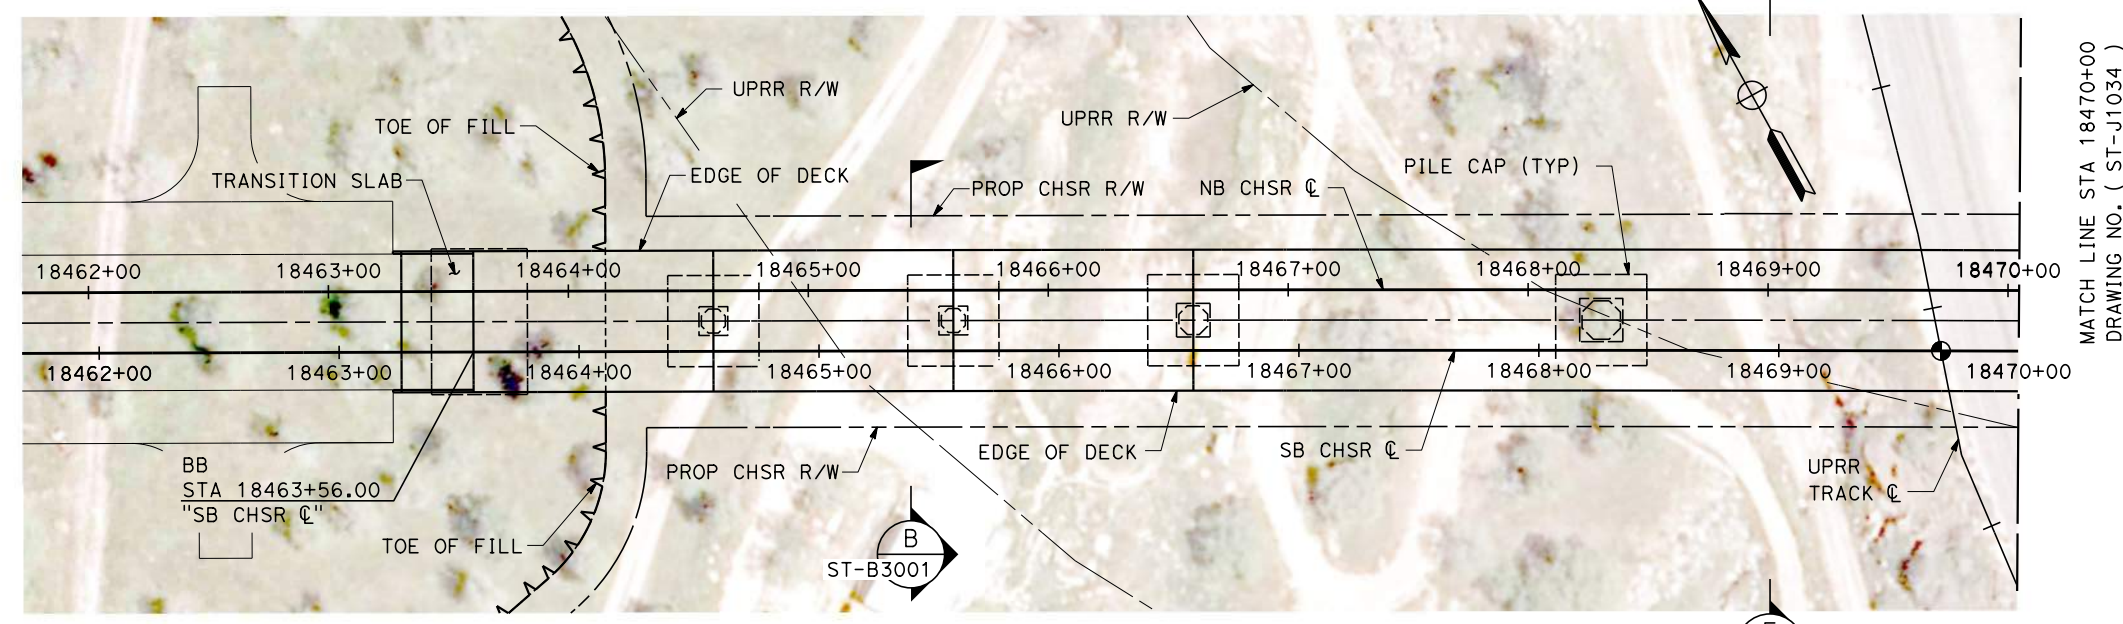 UPRR R/W
TOE OF FILL
UPRR R/W
TRANSITION SLAB
EDGE OF DECK
PROP CHSR R/W
NB CHSR ℄
PILE CAP (TYP)
18462+00
18463+00
18464+00
18465+00
18466+00
18467+00
18468+00
18469+00
18470+00
18462+00
18463+00
18464+00
18465+00
18466+00
18467+00
18468+00
18469+00
18470+00
BB
STA 18463+56.00
"SB CHSR ℄"
TOE OF FILL
PROP CHSR R/W
EDGE OF DECK
SB CHSR ℄
UPRR
TRACK ℄
B
ST-B3001
MATCH LINE STA 18470+00
DRAWING NO. ( ST-J1034 )